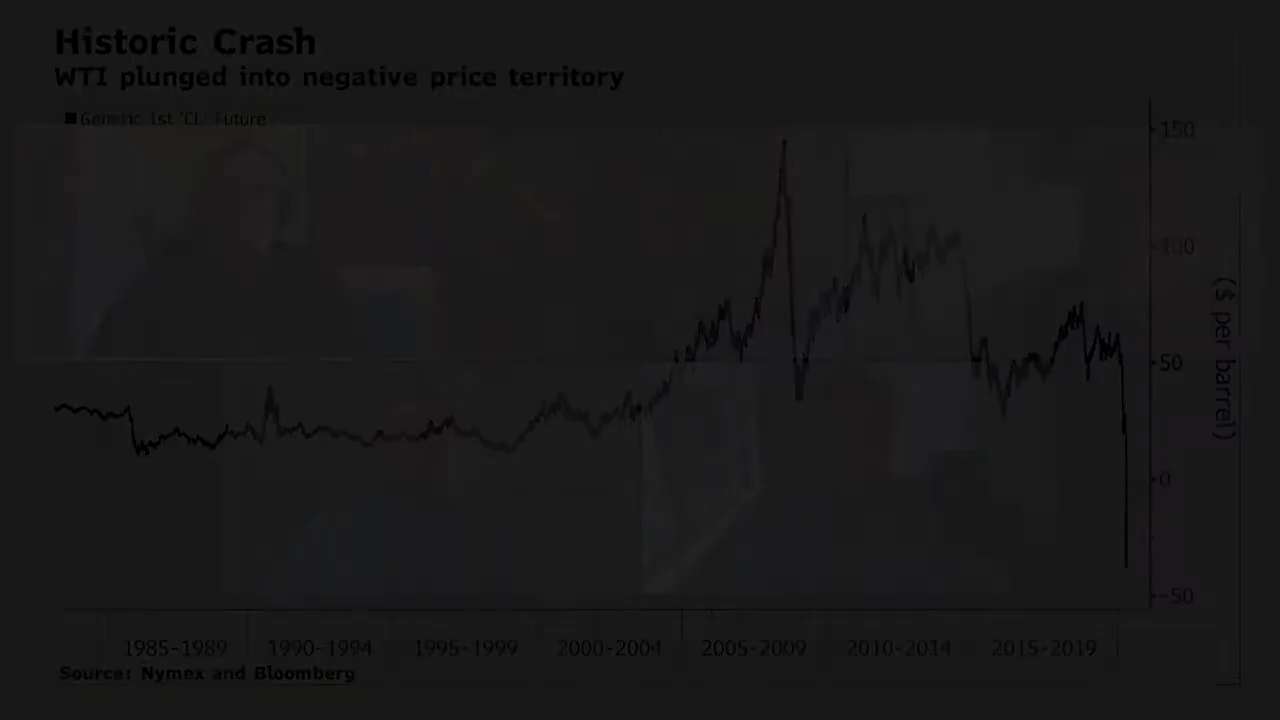 Historic Crash
WTI plunged into negative price territory
Generic 1st 'CL' Future
150
100
50
0
-50
($ per barrel)
1985-1989 1990-1994 1995-1999 2000-2004 2005-2009 2010-2014 2015-2019
Source: Nymex and Bloomberg